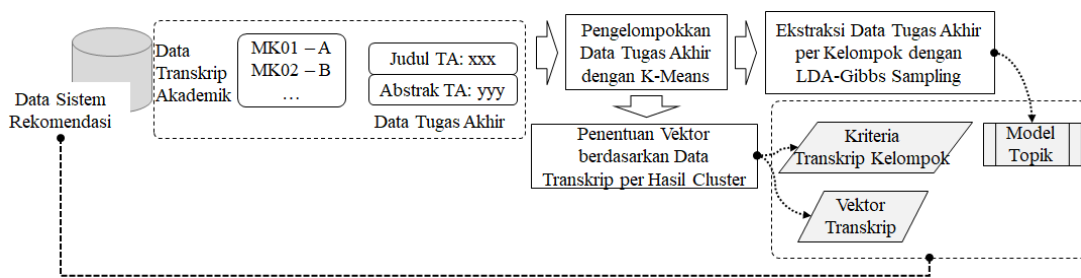 Data Sistem
Rekomendasi
Data
Transkrip
Akademik
MK01 – A
MK02 – B
…
Judul TA: xxx
Abstrak TA: yyy
Data Tugas Akhir
Pengelompokkan
Data Tugas Akhir
dengan K-Means
Ekstraksi Data Tugas Akhir
per Kelompok dengan
LDA-Gibbs Sampling
Penentuan Vektor
berdasarkan Data
Transkrip per Hasil Cluster
Kriteria
Transkrip Kelompok
Model
Topik
Vektor
Transkrip